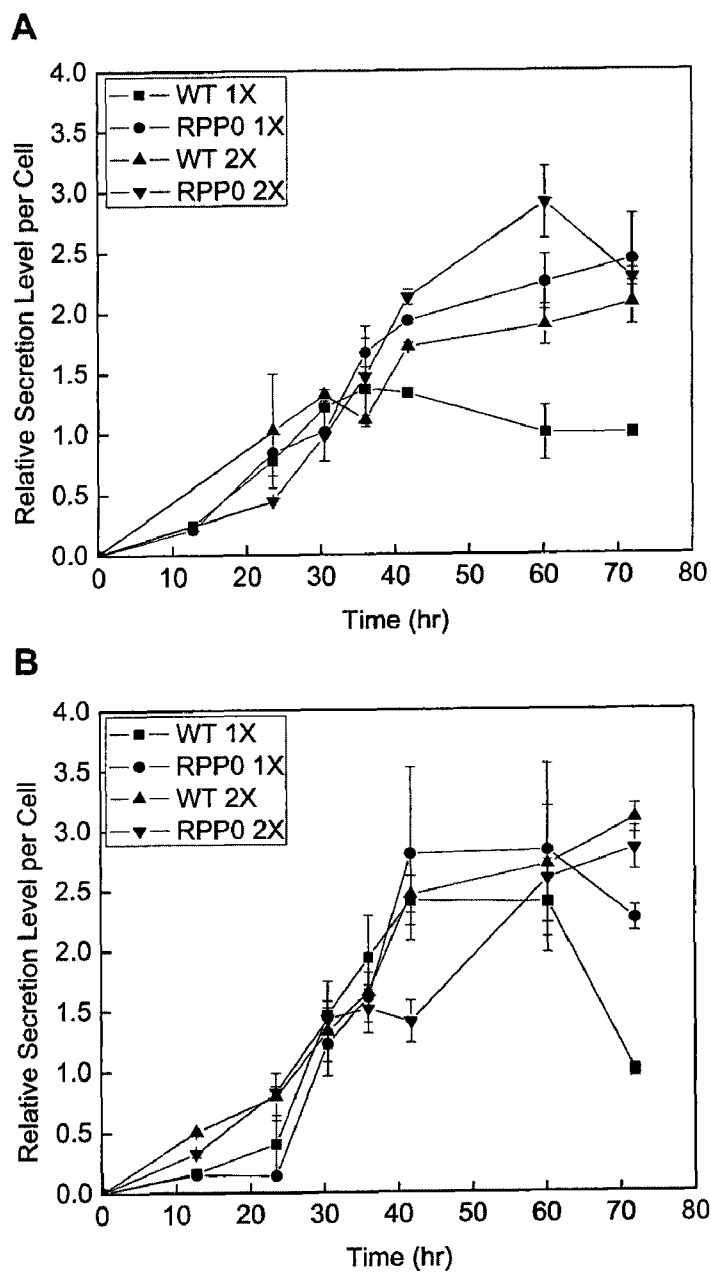 A
Relative Secretion Level per Cell
4.0
3.5
3.0
2.5
2.0
1.5
1.0
0.5
0.0
WT 1X
RPP0 1X
WT 2X
RPP0 2X
0 10 20 30 40 50 60 70 80
Time (hr)
B
Relative Secretion Level per Cell
4.0
3.5
3.0
2.5
2.0
1.5
1.0
0.5
0.0
WT 1X
RPP0 1X
WT 2X
RPP0 2X
0 10 20 30 40 50 60 70 80
Time (hr)